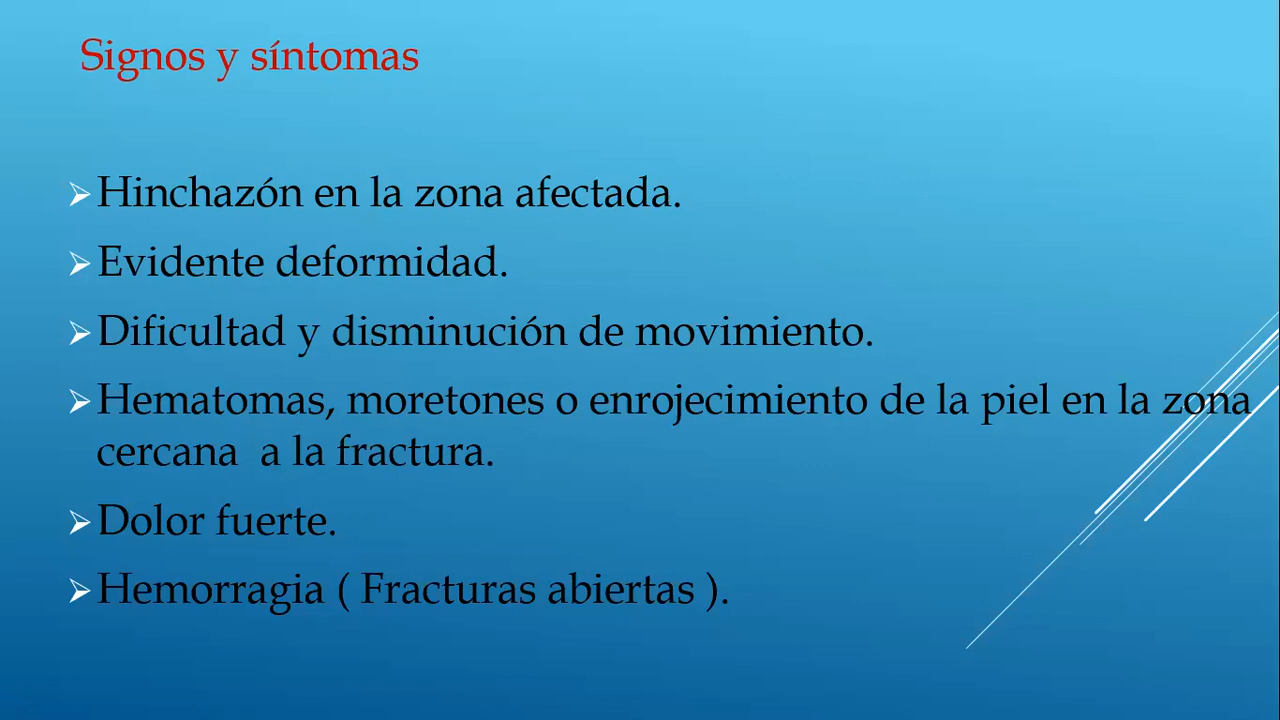 Signos y síntomas
Hinchazón en la zona afectada.
Evidente deformidad.
Dificultad y disminución de movimiento.
Hematomas, moretones o enrojecimiento de la piel en la zona
cercana  a la fractura.
Dolor fuerte.
Hemorragia ( Fracturas abiertas ).